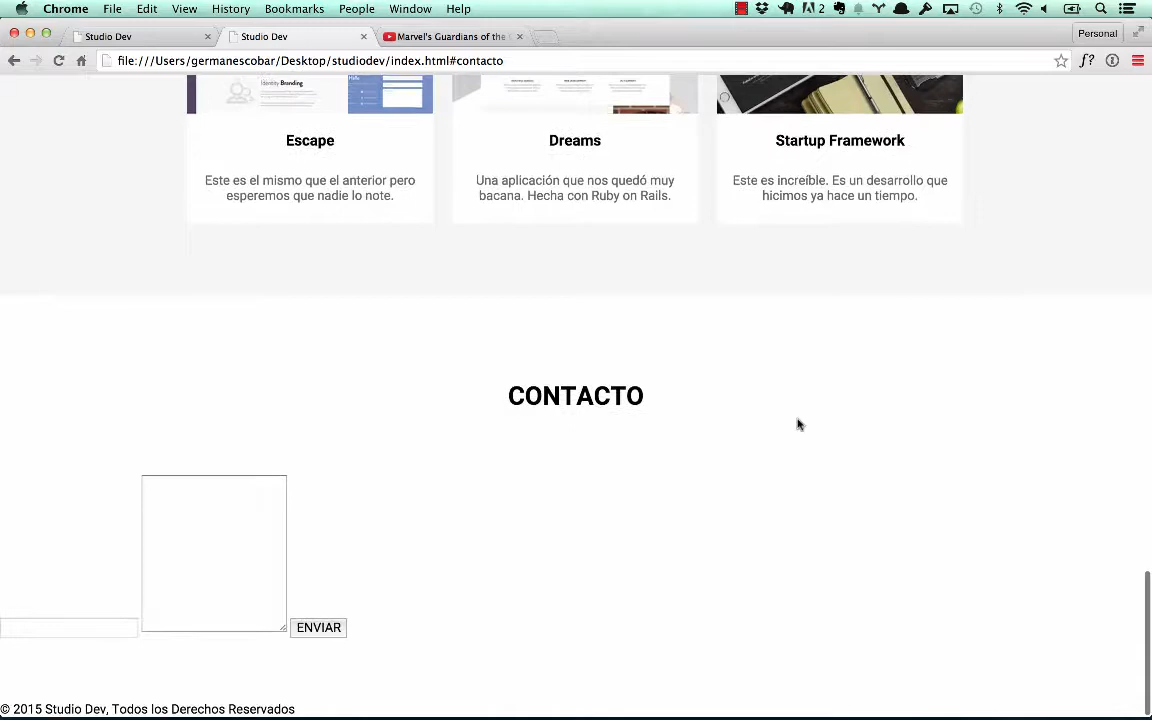 Chrome File Edit View History Bookmarks People Window Help 2
Studio Dev Studio Dev Marvel's Guardians of the Personal
file:///Users/germanescobar/Desktop/studiodev/index.html#contacto f?
Identity Branding Hello
Escape Dreams Startup Framework
Este es el mismo que el anterior pero Una aplicación que nos quedó muy Este es increíble. Es un desarrollo que
esperemos que nadie lo note. bacana. Hecha con Ruby on Rails. hicimos ya hace un tiempo.
CONTACTO
ENVIAR
© 2015 Studio Dev, Todos los Derechos Reservados